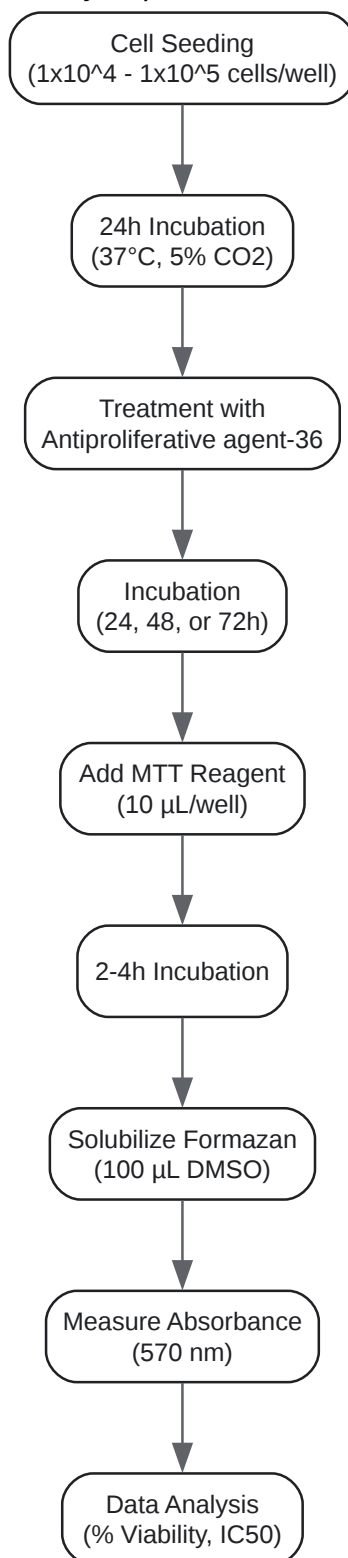 Cell Seeding
(1x10^4 - 1x10^5 cells/well)
24h Incubation
(37°C, 5% CO2)
Treatment with
Antiproliferative agent-36
Incubation
(24, 48, or 72h)
Add MTT Reagent
(10 µL/well)
2-4h Incubation
Solubilize Formazan
(100 µL DMSO)
Measure Absorbance
(570 nm)
Data Analysis
(% Viability, IC50)